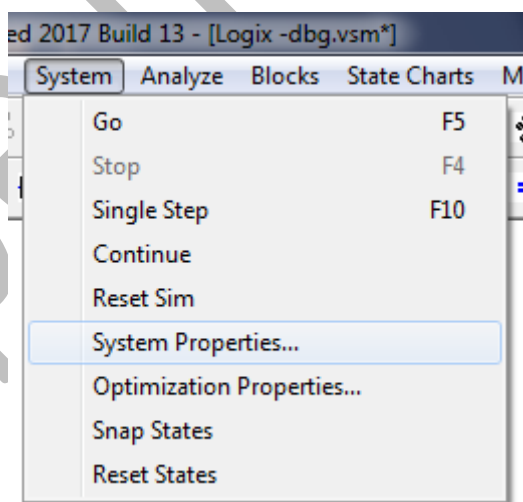 ed 2017 Build 13 - [Logix -dbg.vsm*]
System Analyze Blocks State Charts M
Go F5
Stop F4
Single Step F10
Continue
Reset Sim
System Properties...
Optimization Properties...
Snap States
Reset States